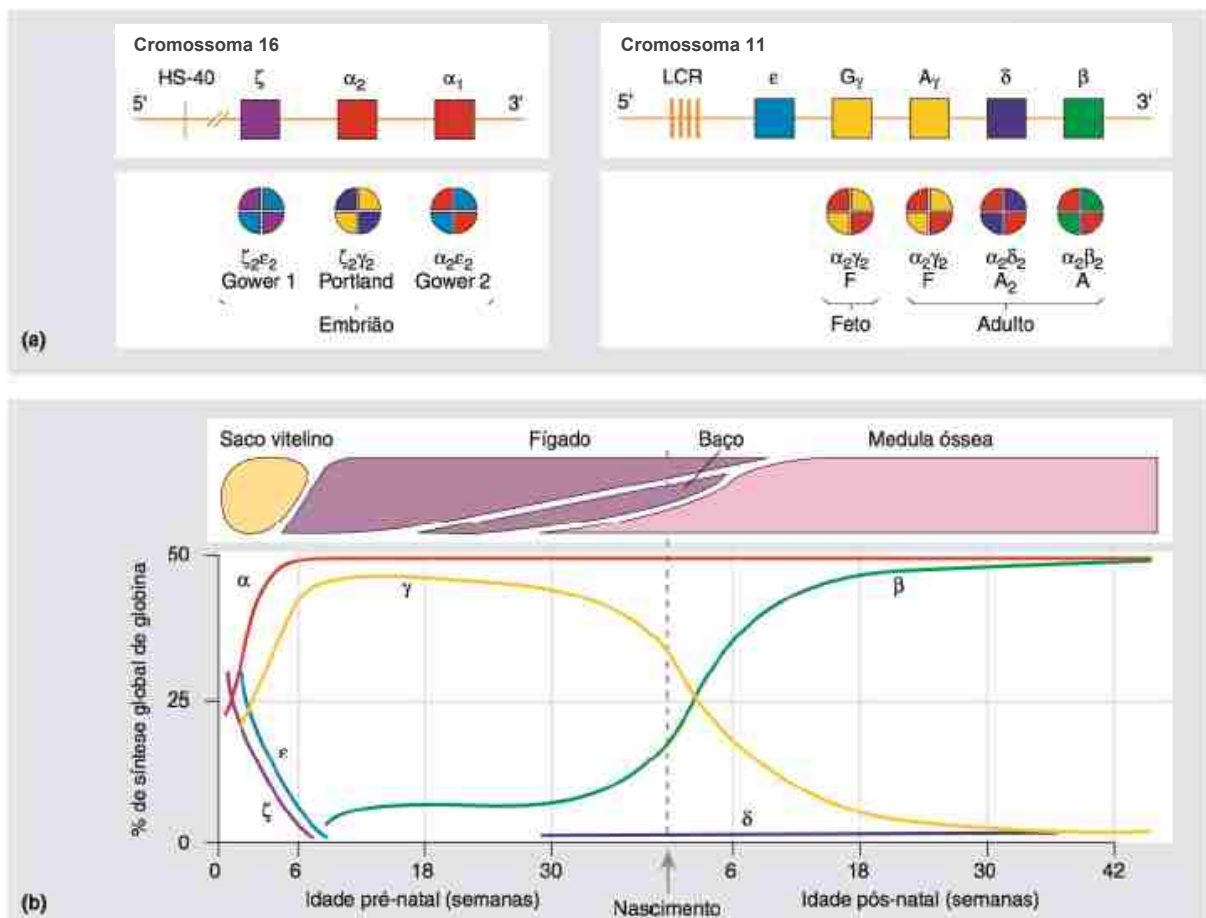 Cromossoma 16
HS-40 ζ α₂ α₁
5' 3'
ζ₂ε₂ ζ₂γ₂ α₂ε₂
Gower 1 Portland Gower 2
Embrião
Cromossoma 11
LCR ε Gγ Aγ δ β
5' 3'
α₂γ₂ α₂γ₂ α₂δ₂ α₂β₂
F F A₂ A
Feto Adulto
(a)
Saco vitelino Fígado Baço Medula óssea
% de síntese global de globina
50
25
0
α γ β
ε
ζ δ
0 6 18 30 6 18 30 42
Idade pré-natal (semanas) Nascimento Idade pós-natal (semanas)
(b)